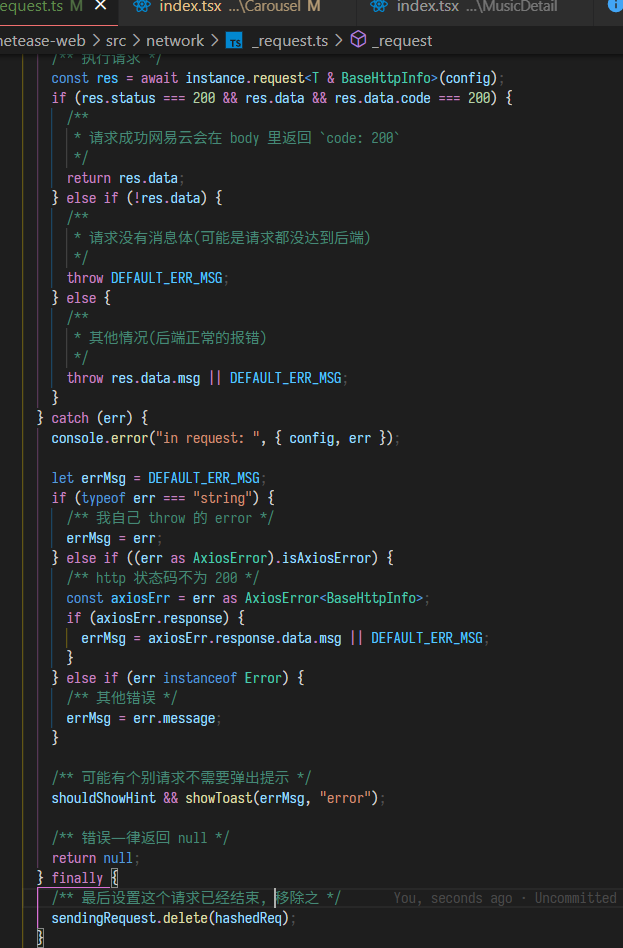 request.ts M × index.tsx ...\Carousel M index.tsx ...\MusicDetail
netease-web > src > network > TS _request.ts > _request
/** 执行请求 */
const res = await instance.request<T & BaseHttpInfo>(config);
if (res.status === 200 && res.data && res.data.code === 200) {
/**
* 请求成功网易云会在 body 里返回 `code: 200`
*/
return res.data;
} else if (!res.data) {
/**
* 请求没有消息体(可能是请求都没达到后端)
*/
throw DEFAULT_ERR_MSG;
} else {
/**
* 其他情况(后端正常的报错)
*/
throw res.data.msg || DEFAULT_ERR_MSG;
}
} catch (err) {
console.error("in request: ", { config, err });
let errMsg = DEFAULT_ERR_MSG;
if (typeof err === "string") {
/** 我自己 throw 的 error */
errMsg = err;
} else if ((err as AxiosError).isAxiosError) {
/** http 状态码不为 200 */
const axiosErr = err as AxiosError<BaseHttpInfo>;
if (axiosErr.response) {
errMsg = axiosErr.response.data.msg || DEFAULT_ERR_MSG;
}
} else if (err instanceof Error) {
/** 其他错误 */
errMsg = err.message;
}
/** 可能有个别请求不需要弹出提示 */
shouldShowHint && showToast(errMsg, "error");
/** 错误一律返回 null */
return null;
} finally {
/** 最后设置这个请求已经结束，移除之 */ You, seconds ago · Uncommitted
sendingRequest.delete(hashedReq);
}